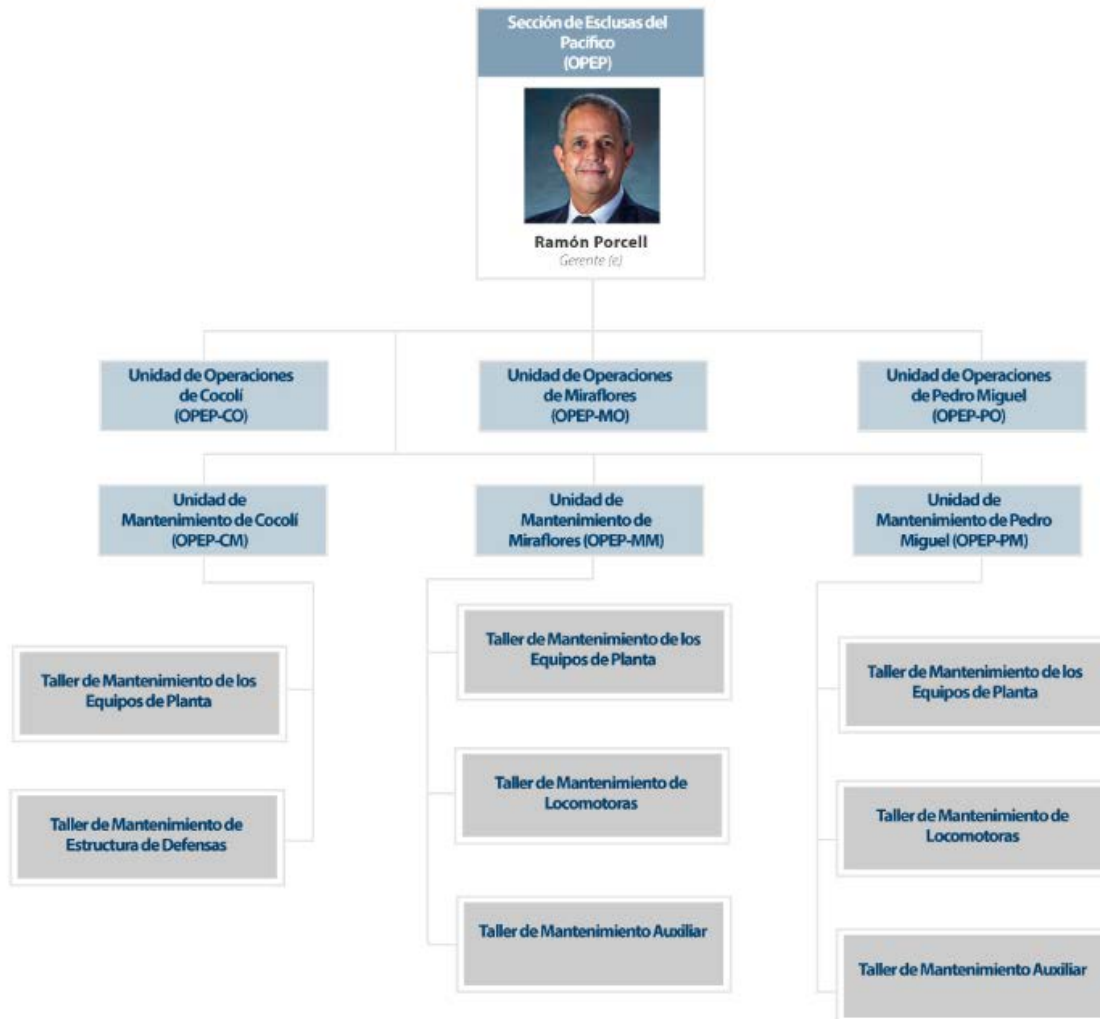 Sección de Esclusas del
Pacífico
(OPEP)
Ramón Porcell
Gerente (e)
Unidad de Operaciones
de Cocolí
(OPEP-CO)
Unidad de Operaciones
de Miraflores
(OPEP-MO)
Unidad de Operaciones
de Pedro Miguel
(OPEP-PO)
Unidad de
Mantenimiento de Cocolí
(OPEP-CM)
Unidad de
Mantenimiento de
Miraflores (OPEP-MM)
Unidad de
Mantenimiento de Pedro
Miguel (OPEP-PM)
Taller de Mantenimiento de los
Equipos de Planta
Taller de Mantenimiento de
Estructura de Defensas
Taller de Mantenimiento de los
Equipos de Planta
Taller de Mantenimiento de
Locomotoras
Taller de Mantenimiento Auxiliar
Taller de Mantenimiento de los
Equipos de Planta
Taller de Mantenimiento de
Locomotoras
Taller de Mantenimiento Auxiliar